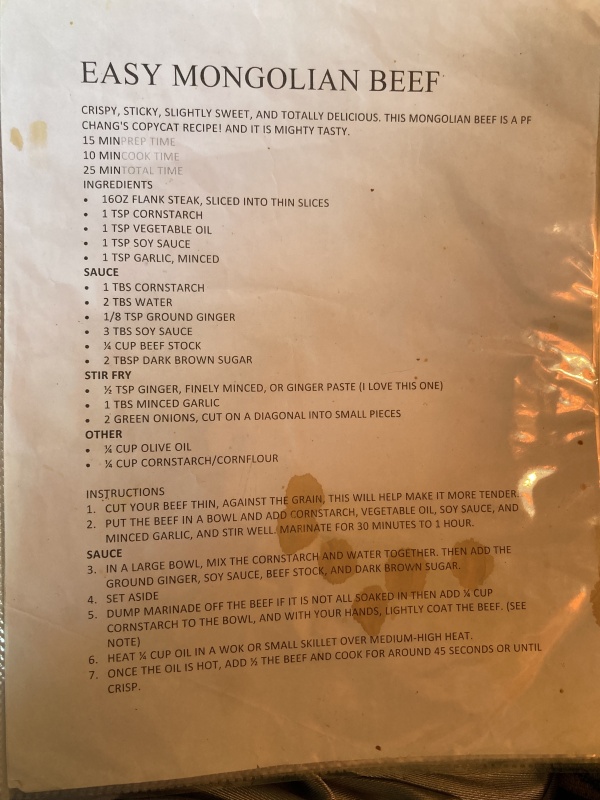 EASY MONGOLIAN BEEF
CRISPY, STICKY, SLIGHTLY SWEET, AND TOTALLY DELICIOUS. THIS MONGOLIAN BEEF IS A PF
CHANG'S COPYCAT RECIPE! AND IT IS MIGHTY TASTY.
15 MINPREP TIME
10 MINCOOK TIME
25 MINTOTAL TIME
INGREDIENTS
• 16OZ FLANK STEAK, SLICED INTO THIN SLICES
• 1 TSP CORNSTARCH
• 1 TSP VEGETABLE OIL
• 1 TSP SOY SAUCE
• 1 TSP GARLIC, MINCED
SAUCE
• 1 TBS CORNSTARCH
• 2 TBS WATER
• 1/8 TSP GROUND GINGER
• 3 TBS SOY SAUCE
• ¼ CUP BEEF STOCK
• 2 TBSP DARK BROWN SUGAR
STIR FRY
• ½ TSP GINGER, FINELY MINCED, OR GINGER PASTE (I LOVE THIS ONE)
• 1 TBS MINCED GARLIC
• 2 GREEN ONIONS, CUT ON A DIAGONAL INTO SMALL PIECES
OTHER
• ¼ CUP OLIVE OIL
• ¼ CUP CORNSTARCH/CORNFLOUR
INSTRUCTIONS
1. CUT YOUR BEEF THIN, AGAINST THE GRAIN, THIS WILL HELP MAKE IT MORE TENDER.
2. PUT THE BEEF IN A BOWL AND ADD CORNSTARCH, VEGETABLE OIL, SOY SAUCE, AND
MINCED GARLIC, AND STIR WELL. MARINATE FOR 30 MINUTES TO 1 HOUR.
SAUCE
3. IN A LARGE BOWL, MIX THE CORNSTARCH AND WATER TOGETHER. THEN ADD THE
GROUND GINGER, SOY SAUCE, BEEF STOCK, AND DARK BROWN SUGAR.
4. SET ASIDE
5. DUMP MARINADE OFF THE BEEF IF IT IS NOT ALL SOAKED IN THEN ADD ¼ CUP
CORNSTARCH TO THE BOWL, AND WITH YOUR HANDS, LIGHTLY COAT THE BEEF. (SEE
NOTE)
6. HEAT ¼ CUP OIL IN A WOK OR SMALL SKILLET OVER MEDIUM-HIGH HEAT.
7. ONCE THE OIL IS HOT, ADD ½ THE BEEF AND COOK FOR AROUND 45 SECONDS OR UNTIL
CRISP.